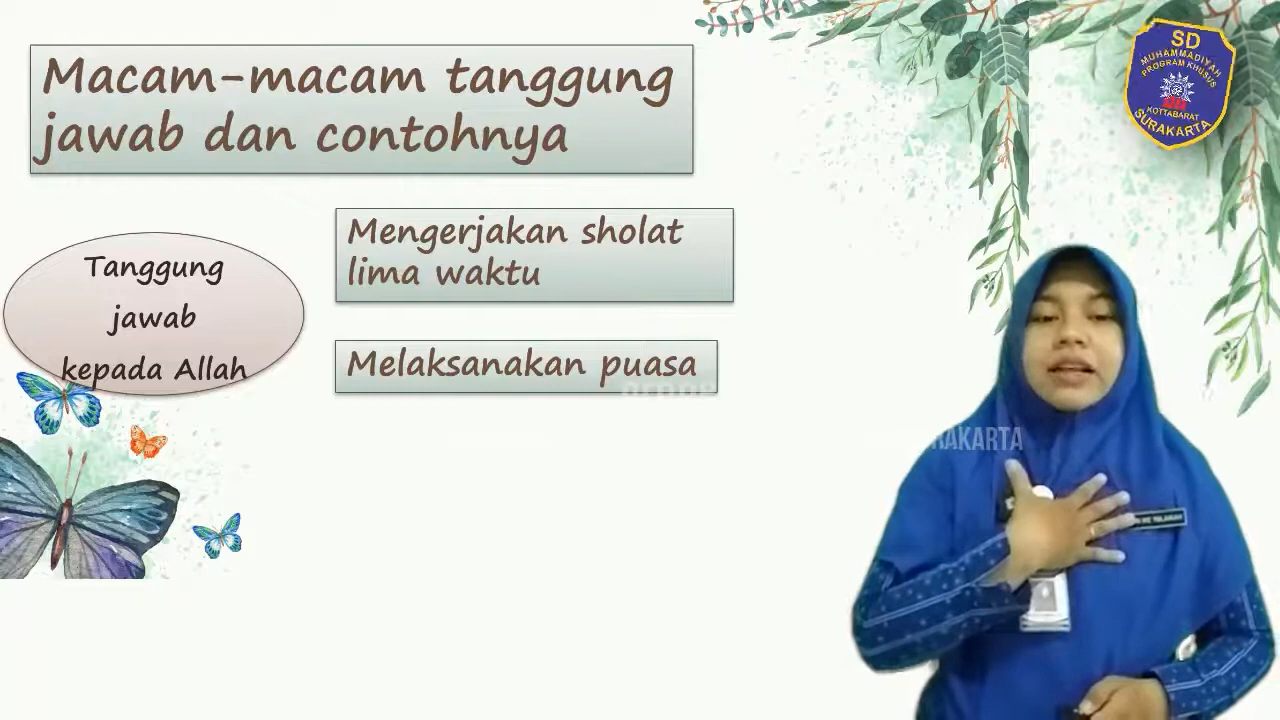 Macam-macam tanggung
jawab dan contohnya
SD
MUHAMMADIYAH
PROGRAM KHUSUS
KOTTABARAT
SURAKARTA
Mengerjakan sholat
lima waktu
Tanggung
jawab
kepada Allah
Melaksanakan puasa
RAKARTA